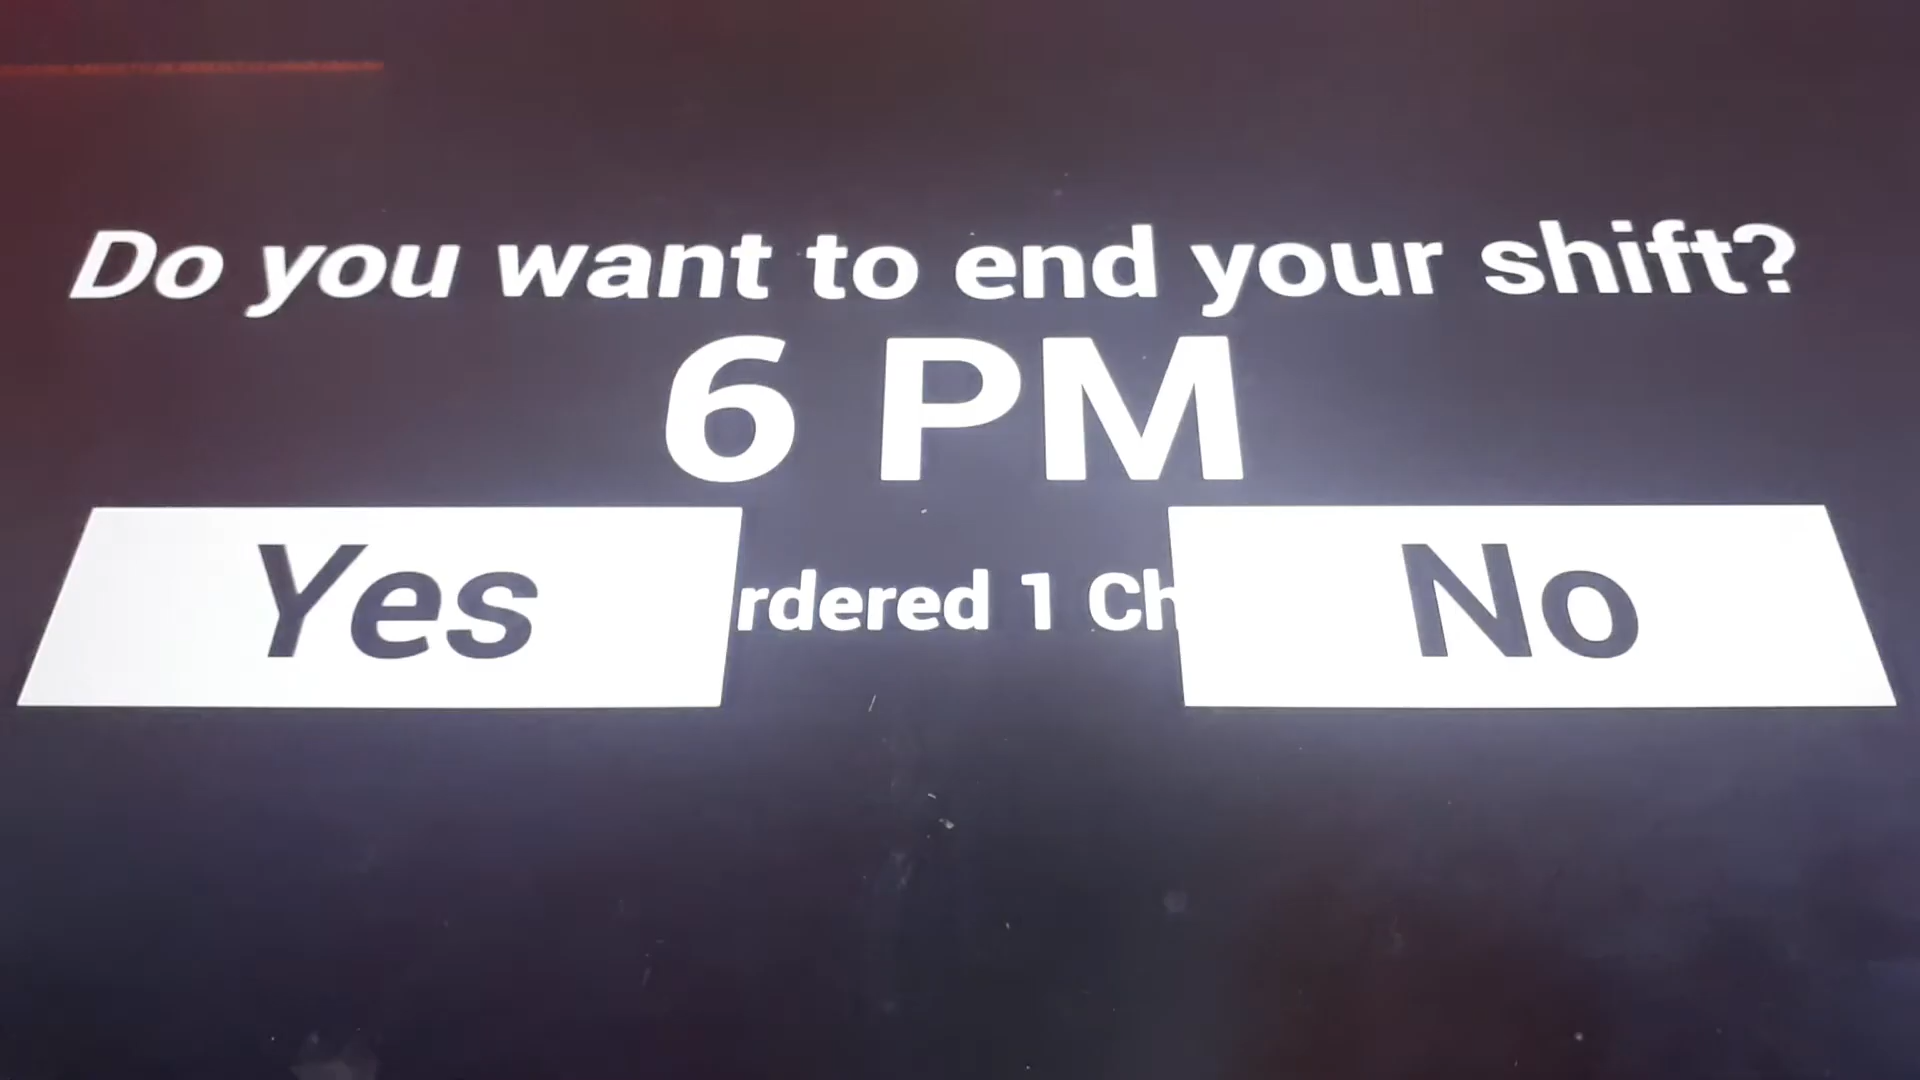 Do you want to end your shift?
6 PM
Yes
rdered 1 Ch
No